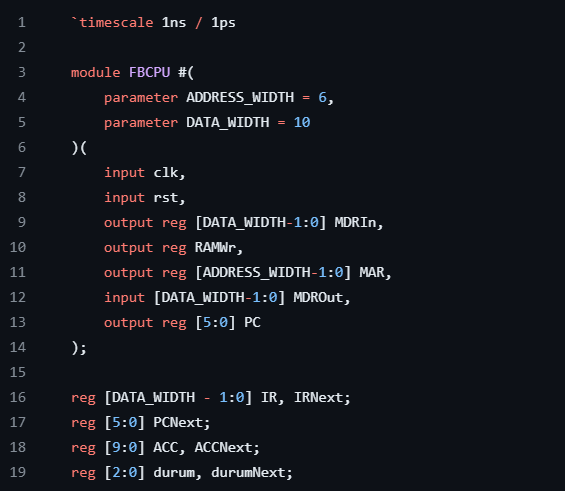 1 `timescale 1ns / 1ps
2
3 module FBCPU #(
4     parameter ADDRESS_WIDTH = 6,
5     parameter DATA_WIDTH = 10
6 )(
7     input clk,
8     input rst,
9     output reg [DATA_WIDTH-1:0] MDRIn,
10     output reg RAMWr,
11     output reg [ADDRESS_WIDTH-1:0] MAR,
12     input [DATA_WIDTH-1:0] MDROut,
13     output reg [5:0] PC
14 );
15
16 reg [DATA_WIDTH - 1:0] IR, IRNext;
17 reg [5:0] PCNext;
18 reg [9:0] ACC, ACCNext;
19 reg [2:0] durum, durumNext;